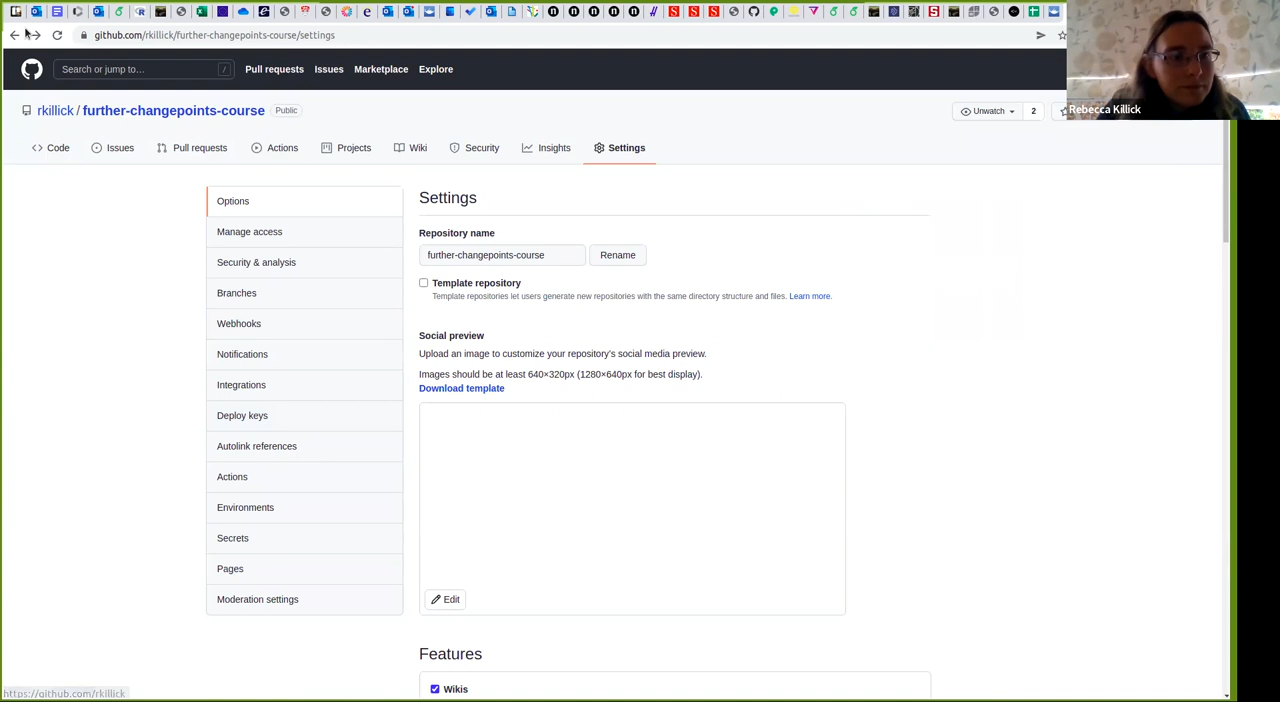 github.com/rkillick/further-changepoints-course/settings
Search or jump to… /
Pull requests Issues Marketplace Explore
rkillick / further-changepoints-course Public
Unwatch 2
Rebecca Killick
Code Issues Pull requests Actions Projects Wiki Security Insights Settings
Options
Manage access
Security & analysis
Branches
Webhooks
Notifications
Integrations
Deploy keys
Autolink references
Actions
Environments
Secrets
Pages
Moderation settings
Settings
Repository name
further-changepoints-course Rename
Template repository
Template repositories let users generate new repositories with the same directory structure and files. Learn more.
Social preview
Upload an image to customize your repository's social media preview.
Images should be at least 640×320px (1280×640px for best display).
Download template
Edit
Features
Wikis
https://github.com/rkillick